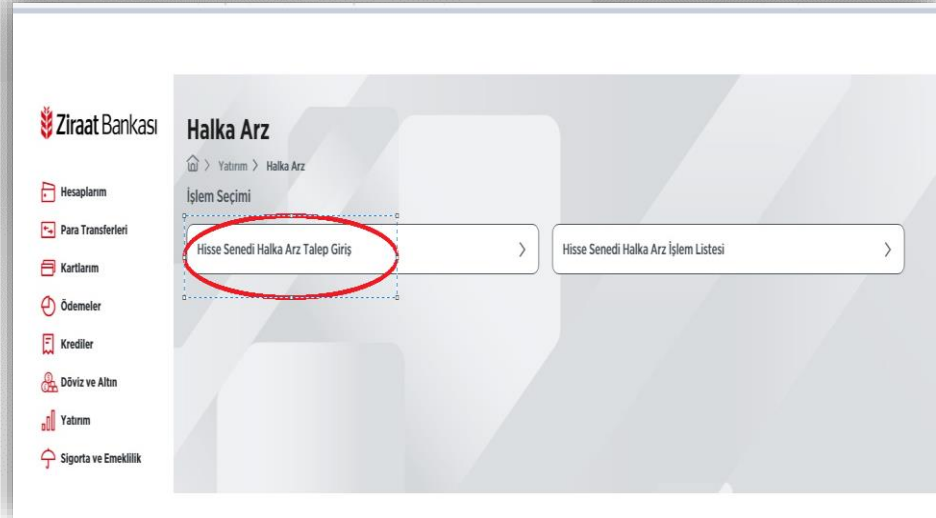 Ziraat Bankası
Hesaplarım
Para Transferleri
Kartlarım
Ödemeler
Krediler
Döviz ve Altın
Yatırım
Sigorta ve Emeklilik
Halka Arz
Yatırım > Halka Arz
İşlem Seçimi
Hisse Senedi Halka Arz Talep Giriş >
Hisse Senedi Halka Arz İşlem Listesi >